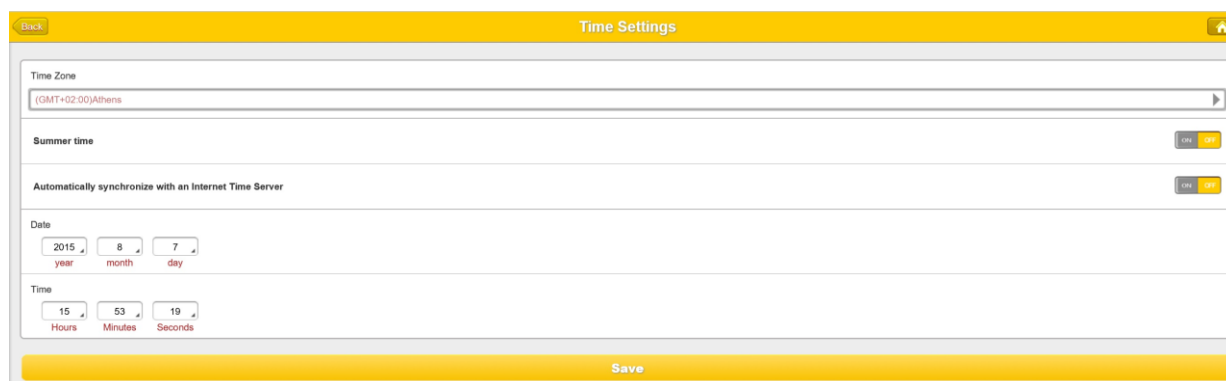 Back
Time Settings
Time Zone
(GMT+02:00)Athens
Summer time
ON OFF
Automatically synchronize with an Internet Time Server
ON OFF
Date
2015 8 7
year month day
Time
15 53 19
Hours Minutes Seconds
Save